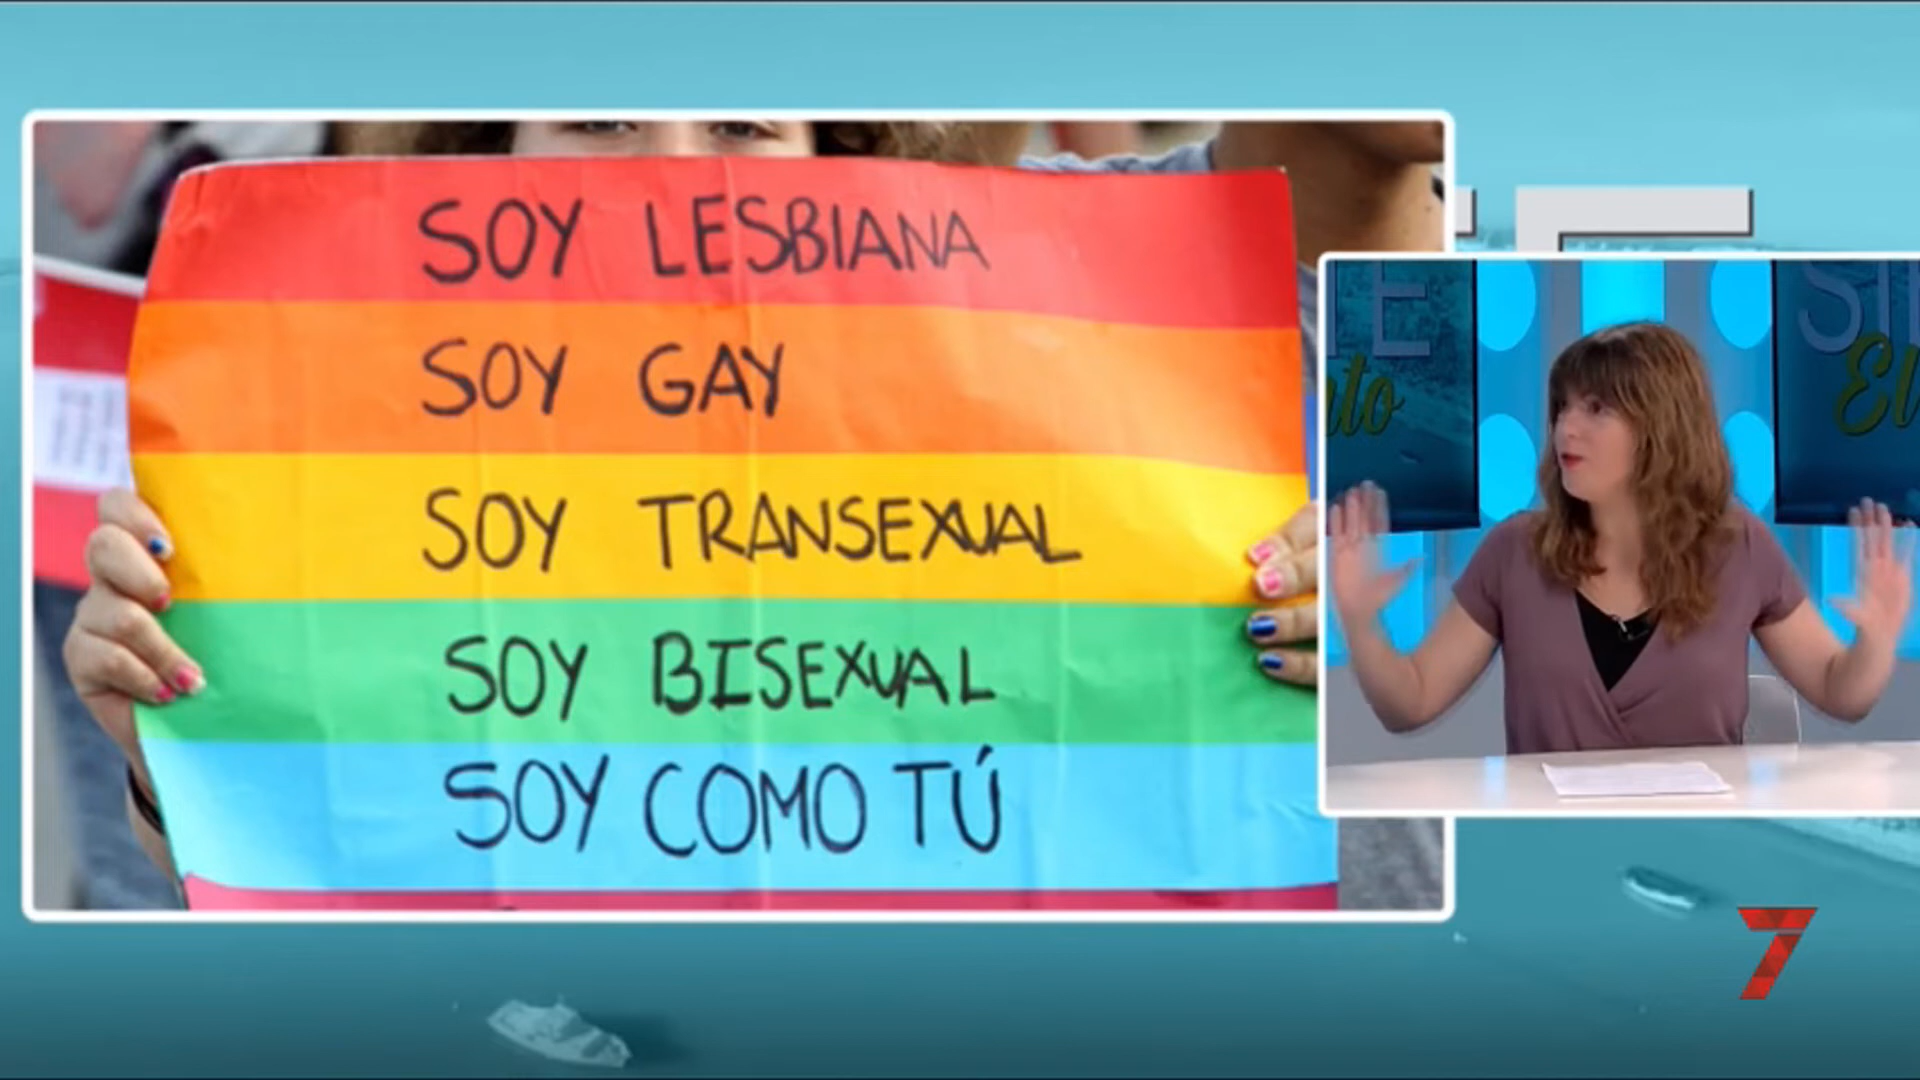 SOY LESBIANA
SOY GAY
SOY TRANSEXUAL
SOY BISEXUAL
SOY COMO TÚ
7